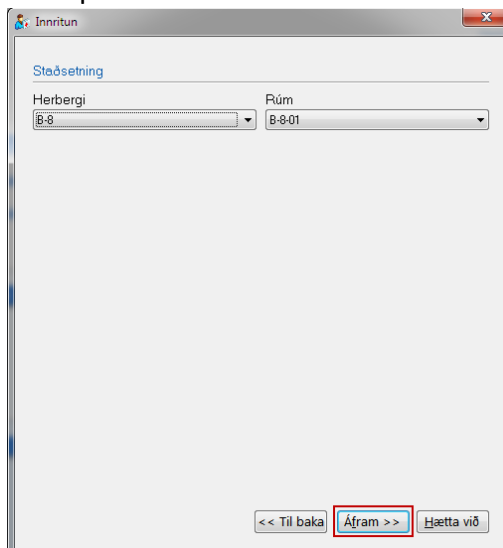 Innritun
Staðsetning
Herbergi Rúm
B-8 B-8-01
<< Til baka Áfram >> Hætta við